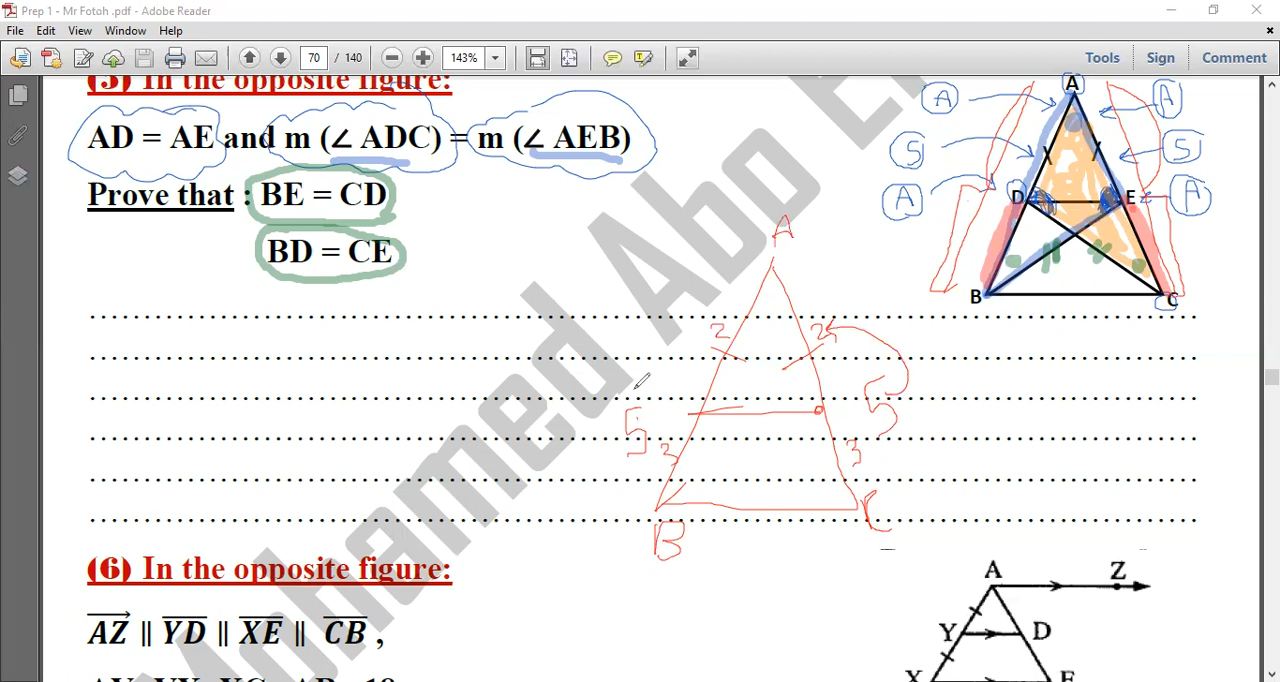 Prep 1 - Mr Fotoh .pdf - Adobe Reader
File Edit View Window Help
70 / 140 143% Tools Sign Comment
(5) In the opposite figure:
AD = AE and m (∠ ADC) = m (∠ AEB)
Prove that : BE = CD
BD = CE
A
A A
S S
A D E A
B C
A
2 2
5 5
3 3
B C
(6) In the opposite figure:
AZ ∥ YD ∥ XE ∥ CB ,
A Z
Y D
X E
Mohamed Abo El